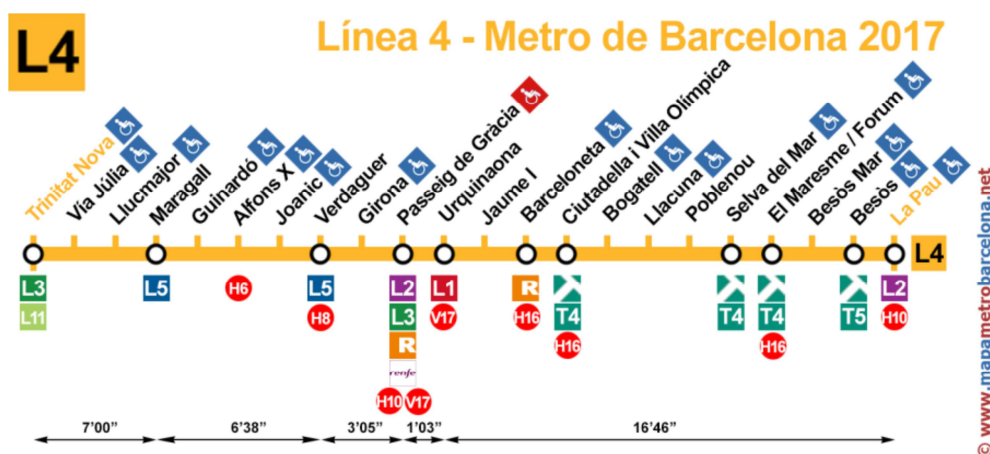 L4
Línea 4 - Metro de Barcelona 2017
Trinitat Nova
Vía Júlia
Llucmajor
Maragall
Guinardó
Alfons X
Joanic
Verdaguer
Girona
Passeig de Gràcia
Urquinaona
Jaume I
Barceloneta
Ciutadella i Villa Olímpica
Bogatell
Llacuna
Poblenou
Selva del Mar
El Maresme / Forum
Besòs Mar
Besòs
La Pau
L4
L3 L5 H6 L5 L2 L1 R L2
L11 H8 L3 V17 H16 T4 T4 T4 T5 H10
R H16 H16
renfe
H10 V17
7'00” 6'38” 3'05” 1'03” 16'46”
© www.mapametrobarcelona.net